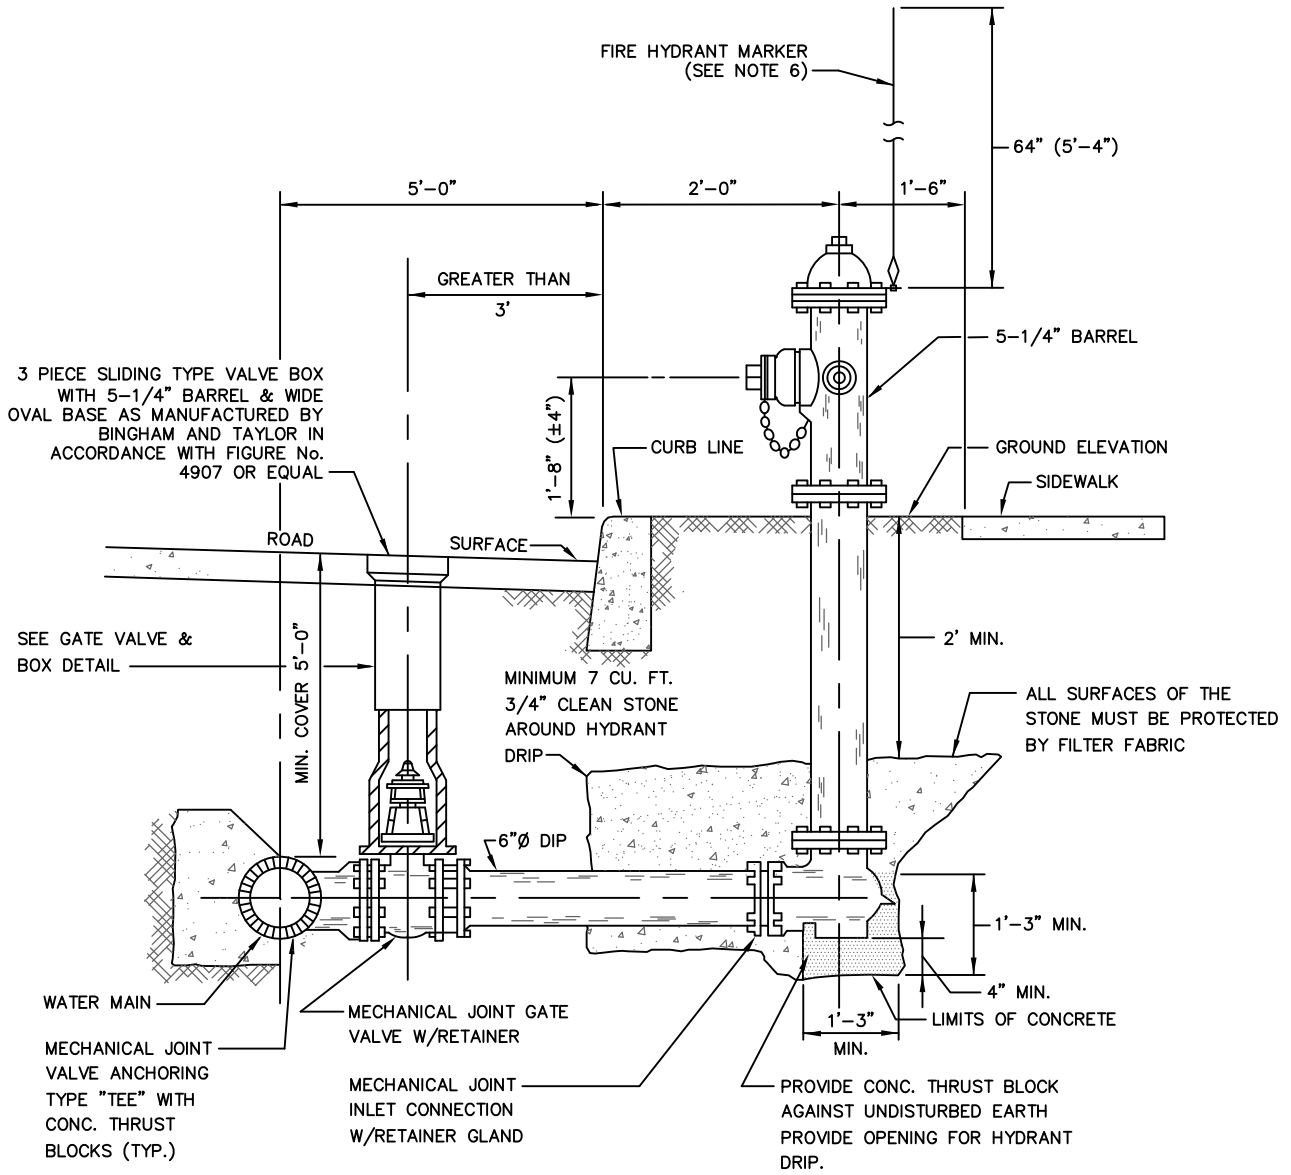 FIRE HYDRANT MARKER
(SEE NOTE 6)
64" (5'-4")
5'-0"
2'-0"
1'-6"
GREATER THAN
3'
5-1/4" BARREL
3 PIECE SLIDING TYPE VALVE BOX
WITH 5-1/4" BARREL & WIDE
OVAL BASE AS MANUFACTURED BY
BINGHAM AND TAYLOR IN
ACCORDANCE WITH FIGURE No.
4907 OR EQUAL
1'-8" (±4")
CURB LINE
GROUND ELEVATION
SIDEWALK
ROAD
SURFACE
SEE GATE VALVE &
BOX DETAIL
MIN. COVER 5'-0"
2' MIN.
MINIMUM 7 CU. FT.
3/4" CLEAN STONE
AROUND HYDRANT
DRIP
ALL SURFACES OF THE
STONE MUST BE PROTECTED
BY FILTER FABRIC
6"Ø DIP
1'-3" MIN.
4" MIN.
LIMITS OF CONCRETE
1'-3"
MIN.
WATER MAIN
MECHANICAL JOINT GATE
VALVE W/RETAINER
MECHANICAL JOINT
VALVE ANCHORING
TYPE "TEE" WITH
CONC. THRUST
BLOCKS (TYP.)
MECHANICAL JOINT
INLET CONNECTION
W/RETAINER GLAND
PROVIDE CONC. THRUST BLOCK
AGAINST UNDISTURBED EARTH
PROVIDE OPENING FOR HYDRANT
DRIP.